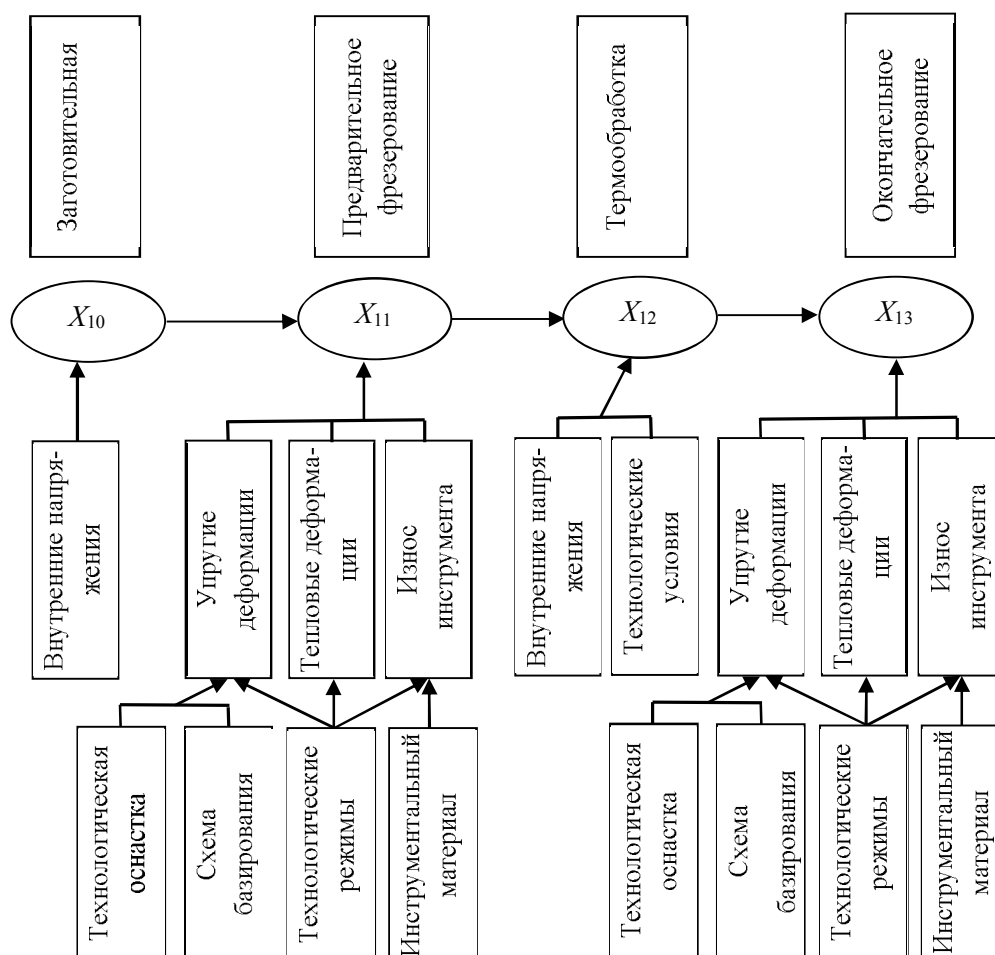 Заготовительная
Предварительное
фрезерование
Термообработка
Окончательное
фрезерование
X10
X11
X12
X13
Внутренние напря-
жения
Упругие
деформации
Тепловые деформа-
ции
Износ
инструмента
Внутренние напря-
жения
Технологические
условия
Упругие
деформации
Тепловые деформа-
ции
Износ
инструмента
Технологическая
оснастка
Схема
базирования
Технологические
режимы
Инструментальный
материал
Технологическая
оснастка
Схема
базирования
Технологические
режимы
Инструментальный
материал